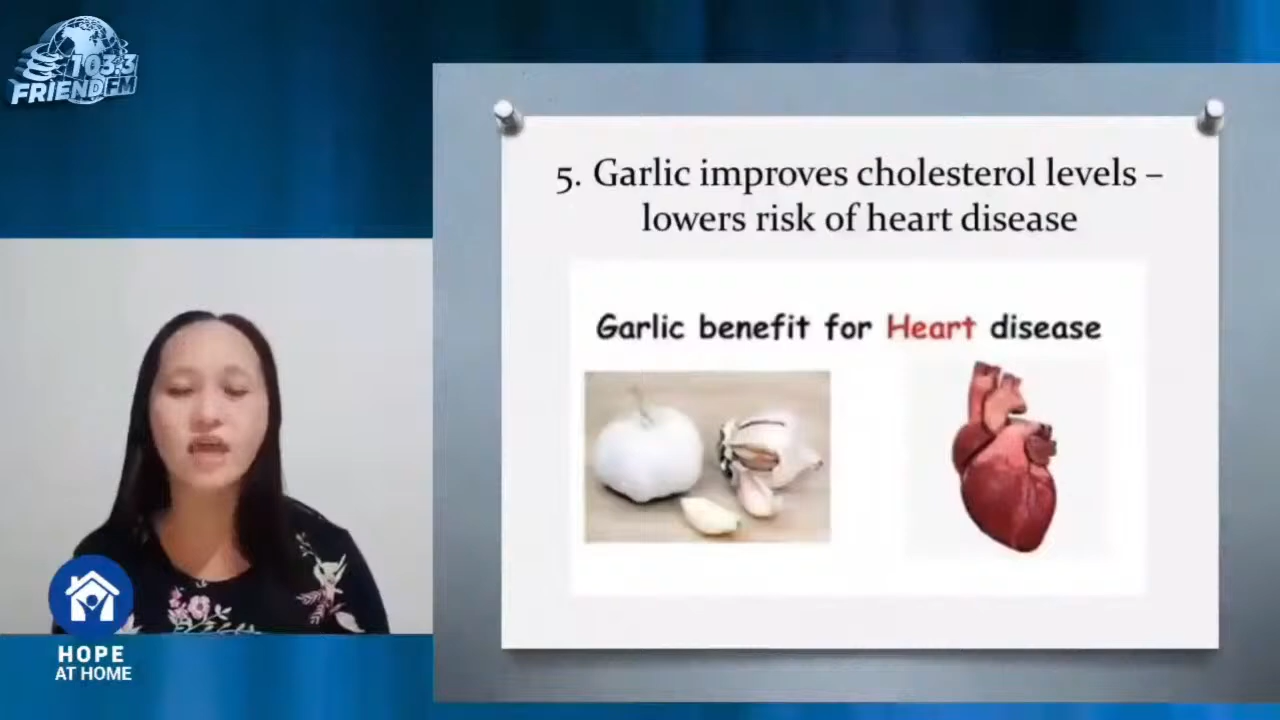 103.3
FRIEND FM
5. Garlic improves cholesterol levels –
lowers risk of heart disease
Garlic benefit for Heart disease
HOPE
AT HOME